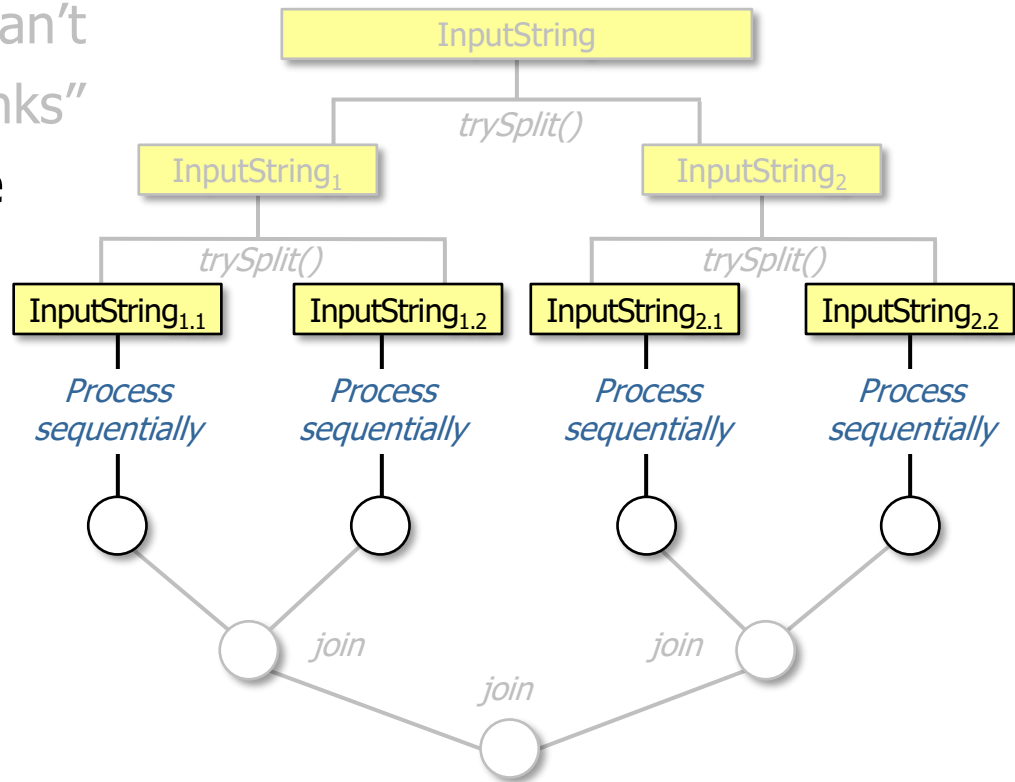 an't
nks"
e
InputString
trySplit()
InputString₁
InputString₂
trySplit()
trySplit()
InputString₁.₁
InputString₁.₂
InputString₂.₁
InputString₂.₂
Process
sequentially
Process
sequentially
Process
sequentially
Process
sequentially
join
join
join